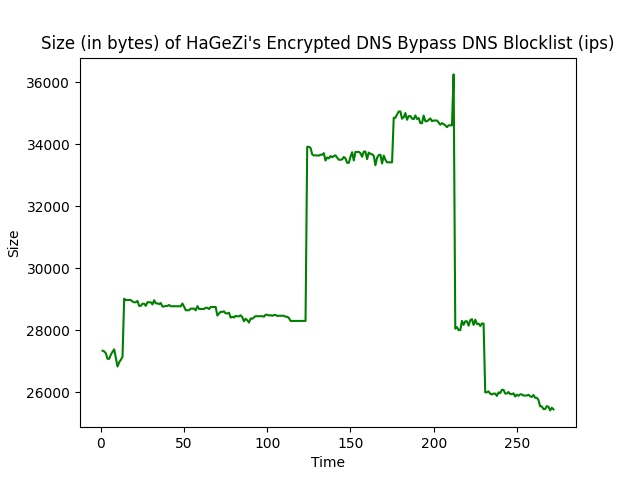 Size (in bytes) of HaGeZi's Encrypted DNS Bypass DNS Blocklist (ips)
36000
34000
32000
30000
28000
26000
Size
0 50 100 150 200 250
Time